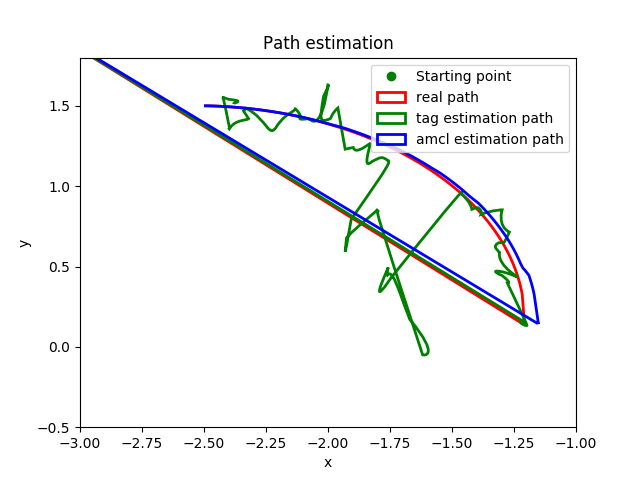 Path estimation
Starting point
real path
tag estimation path
amcl estimation path
y
1.5
1.0
0.5
0.0
−0.5
−3.00 −2.75 −2.50 −2.25 −2.00 −1.75 −1.50 −1.25 −1.00
x